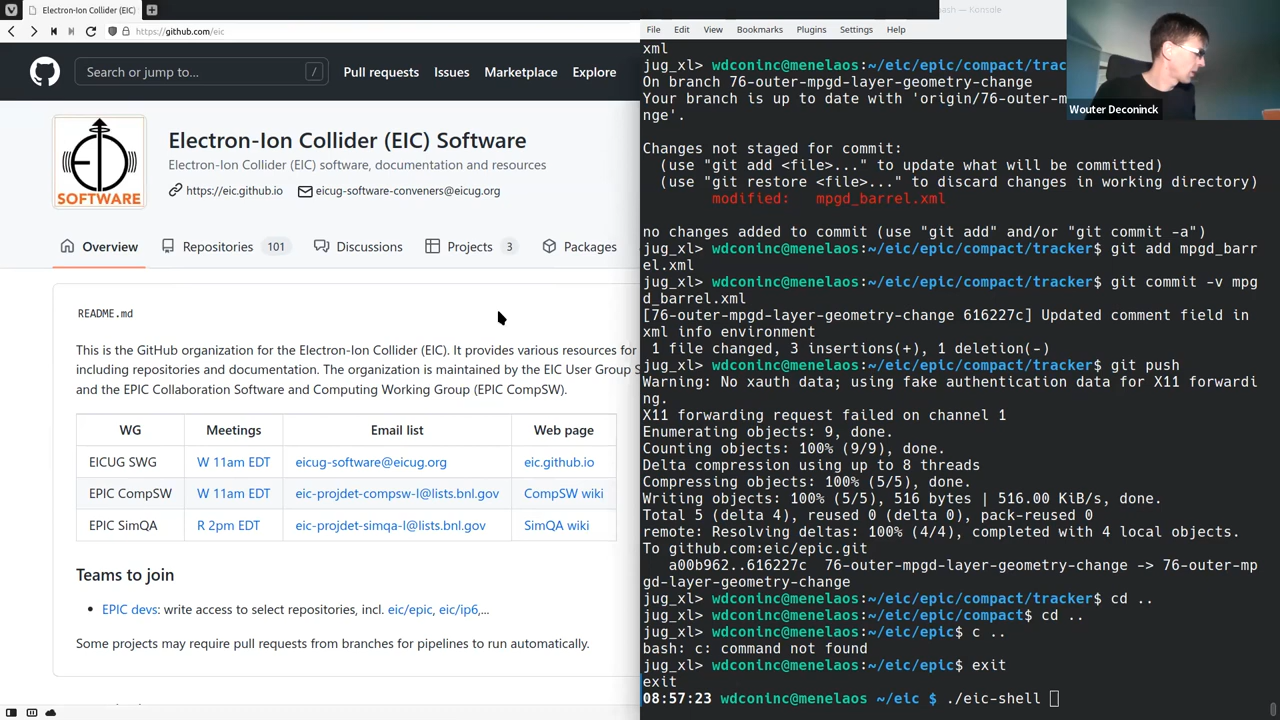 Electron-Ion Collider (EIC)
https://github.com/eic
Search or jump to...
/
Pull requests
Issues
Marketplace
Explore
SOFTWARE
Electron-Ion Collider (EIC) Software
Electron-Ion Collider (EIC) software, documentation and resources
https://eic.github.io
eicug-software-conveners@eicug.org
Overview
Repositories 101
Discussions
Projects 3
Packages
README.md
This is the GitHub organization for the Electron-Ion Collider (EIC). It provides various resources for
including repositories and documentation. The organization is maintained by the EIC User Group S
and the EPIC Collaboration Software and Computing Working Group (EPIC CompSW).
WG Meetings Email list Web page
EICUG SWG W 11am EDT eicug-software@eicug.org eic.github.io
EPIC CompSW W 11am EDT eic-projdet-compsw-l@lists.bnl.gov CompSW wiki
EPIC SimQA R 2pm EDT eic-projdet-simqa-l@lists.bnl.gov SimQA wiki
Teams to join
• EPIC devs: write access to select repositories, incl. eic/epic, eic/ip6,...
Some projects may require pull requests from branches for pipelines to run automatically.
— Konsole
File Edit View Bookmarks Plugins Settings Help
Wouter Deconinck
xml
jug_xl> wdconinc@menelaos:~/eic/epic/compact/trac
On branch 76-outer-mpgd-layer-geometry-change
Your branch is up to date with 'origin/76-outer-m
nge'.
Changes not staged for commit:
(use "git add <file>..." to update what will be committed)
(use "git restore <file>..." to discard changes in working directory)
modified: mpgd_barrel.xml
no changes added to commit (use "git add" and/or "git commit -a")
jug_xl> wdconinc@menelaos:~/eic/epic/compact/tracker$ git add mpgd_barr
el.xml
jug_xl> wdconinc@menelaos:~/eic/epic/compact/tracker$ git commit -v mpg
d_barrel.xml
[76-outer-mpgd-layer-geometry-change 616227c] Updated comment field in
xml info environment
1 file changed, 3 insertions(+), 1 deletion(-)
jug_xl> wdconinc@menelaos:~/eic/epic/compact/tracker$ git push
Warning: No xauth data; using fake authentication data for X11 forwardi
ng.
X11 forwarding request failed on channel 1
Enumerating objects: 9, done.
Counting objects: 100% (9/9), done.
Delta compression using up to 8 threads
Compressing objects: 100% (5/5), done.
Writing objects: 100% (5/5), 516 bytes | 516.00 KiB/s, done.
Total 5 (delta 4), reused 0 (delta 0), pack-reused 0
remote: Resolving deltas: 100% (4/4), completed with 4 local objects.
To github.com:eic/epic.git
a00b962..616227c 76-outer-mpgd-layer-geometry-change -> 76-outer-mp
gd-layer-geometry-change
jug_xl> wdconinc@menelaos:~/eic/epic/compact/tracker$ cd ..
jug_xl> wdconinc@menelaos:~/eic/epic/compact$ cd ..
jug_xl> wdconinc@menelaos:~/eic/epic$ c ..
bash: c: command not found
jug_xl> wdconinc@menelaos:~/eic/epic$ exit
exit
08:57:23 wdconinc@menelaos ~/eic $ ./eic-shell